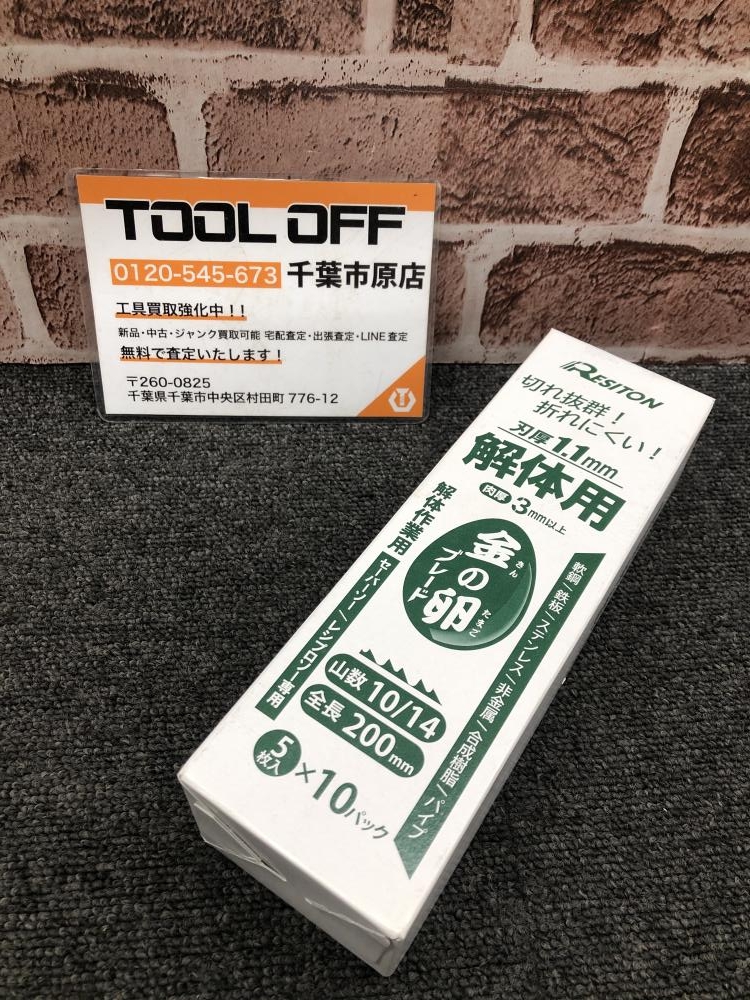 TOOL OFF
0120-545-673 千葉市原店
工具買取強化中!!
新品・中古・ジャンク買取可能 宅配査定・出張査定・LINE査定
無料で査定いたします!
〒260-0825
千葉県千葉市中央区村田町 776-12
RESITON
切れ抜群!
折れにくい!
刃厚1.1mm
解体用
肉厚 3mm以上
解体作業用
セーバーソー/レシプロソー専用
金の卵
きん
たまご
ブレード
軟鋼/鉄板/ステンレス/非金属/合成樹脂/パイプ
山数 10/14
全長 200mm
5枚入×10パック